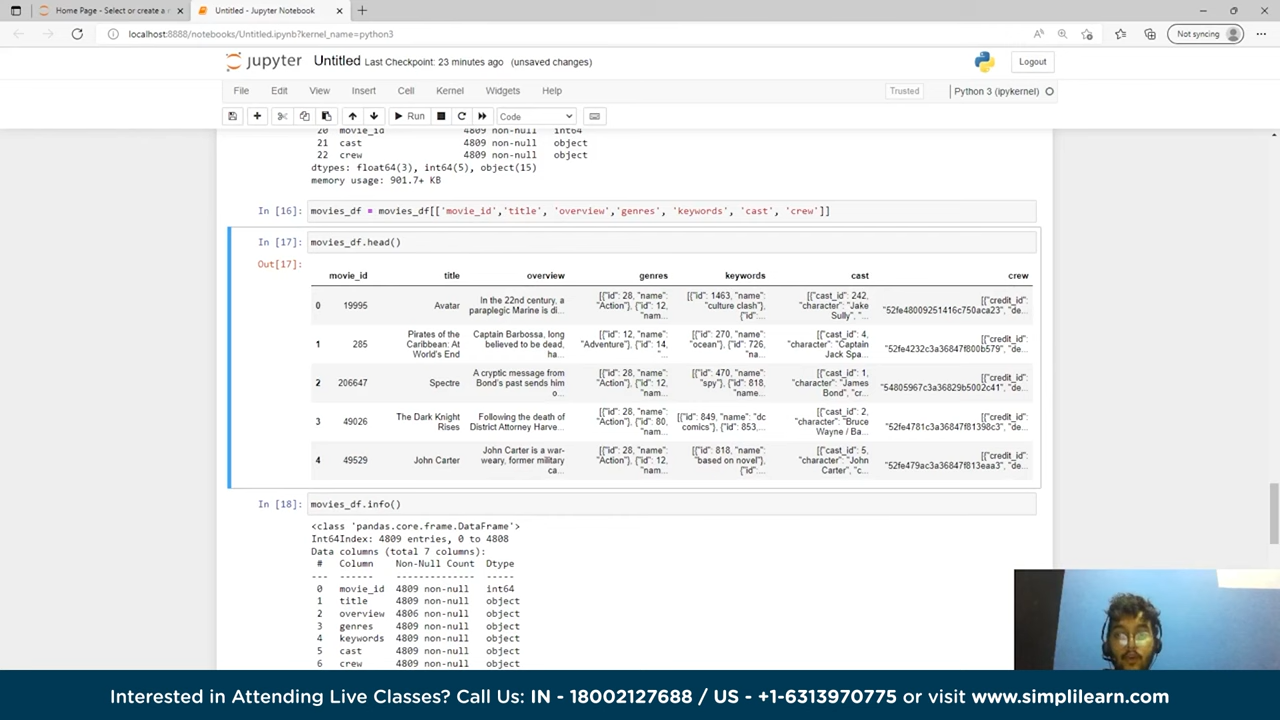 Home Page - Select or create a n
Untitled - Jupyter Notebook
localhost:8888/notebooks/Untitled.ipynb?kernel_name=python3
Not syncing
jupyter Untitled Last Checkpoint: 23 minutes ago (unsaved changes)
Logout
File Edit View Insert Cell Kernel Widgets Help
Trusted
Python 3 (ipykernel)
Run
Code
20 movie_id 4809 non-null int64
21 cast 4809 non-null object
22 crew 4809 non-null object
dtypes: float64(3), int64(5), object(15)
memory usage: 901.7+ KB
In [16] movies_df = movies_df[['movie_id','title', 'overview','genres', 'keywords', 'cast', 'crew']]
In [17]: movies_df.head()
Out[17]:
movie_id title overview genres keywords cast crew
0 19995 Avatar In the 22nd century, a paraplegic Marine is di... [{"id": 28, "name": "Action"}, {"id": 12, "nam... [{"id": 1463, "name": "culture clash"}, {"id":... [{"cast_id": 242, "character": "Jake Sully", "... [{"credit_id": "52fe48009251416c750aca23", "de...
1 285 Pirates of the Caribbean: At World's End Captain Barbossa, long believed to be dead, ha... [{"id": 12, "name": "Adventure"}, {"id": 14, "... [{"id": 270, "name": "ocean"}, {"id": 726, "na... [{"cast_id": 4, "character": "Captain Jack Spa... [{"credit_id": "52fe4232c3a36847f800b579", "de...
2 206647 Spectre A cryptic message from Bond's past sends him o... [{"id": 28, "name": "Action"}, {"id": 12, "nam... [{"id": 470, "name": "spy"}, {"id": 818, "name... [{"cast_id": 1, "character": "James Bond", "cr... [{"credit_id": "54805967c3a36829b5002c41", "de...
3 49026 The Dark Knight Rises Following the death of District Attorney Harve... [{"id": 28, "name": "Action"}, {"id": 80, "nam... [{"id": 849, "name": "dc comics"}, {"id": 853,... [{"cast_id": 2, "character": "Bruce Wayne / Ba... [{"credit_id": "52fe4781c3a36847f81398c3", "de...
4 49529 John Carter John Carter is a war-weary, former military ca... [{"id": 28, "name": "Action"}, {"id": 12, "nam... [{"id": 818, "name": "based on novel"}, {"id":... [{"cast_id": 5, "character": "John Carter", "c... [{"credit_id": "52fe479ac3a36847f813eaa3", "de...
In [18]: movies_df.info()
<class 'pandas.core.frame.DataFrame'>
Int64Index: 4809 entries, 0 to 4808
Data columns (total 7 columns):
# Column Non-Null Count Dtype
--- ------ -------------- -----
0 movie_id 4809 non-null int64
1 title 4809 non-null object
2 overview 4806 non-null object
3 genres 4809 non-null object
4 keywords 4809 non-null object
5 cast 4809 non-null object
6 crew 4809 non-null object
Interested in Attending Live Classes? Call Us: IN - 18002127688 / US - +1-6313970775 or visit www.simplilearn.com